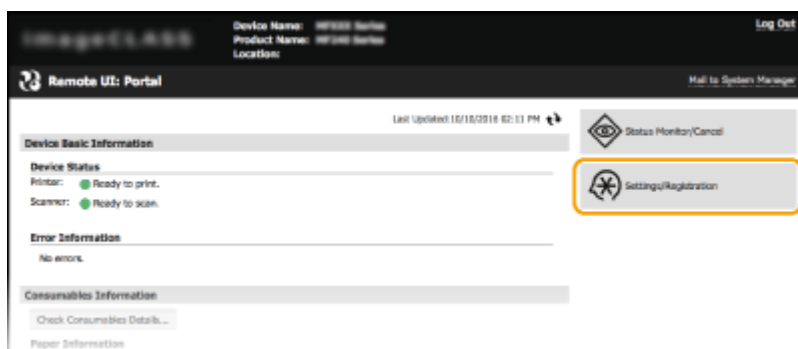 imageCLASS
Device Name:
Product Name:
Location:
Log Out
Remote UI: Portal
Mail to System Manager
Last Updated:10/10/2016 02:11 PM
Device Basic Information
Device Status
Printer: Ready to print.
Scanner: Ready to scan.
Error Information
No errors.
Consumables Information
Check Consumables Details...
Paper Information
Status Monitor/Cancel
Settings/Registration